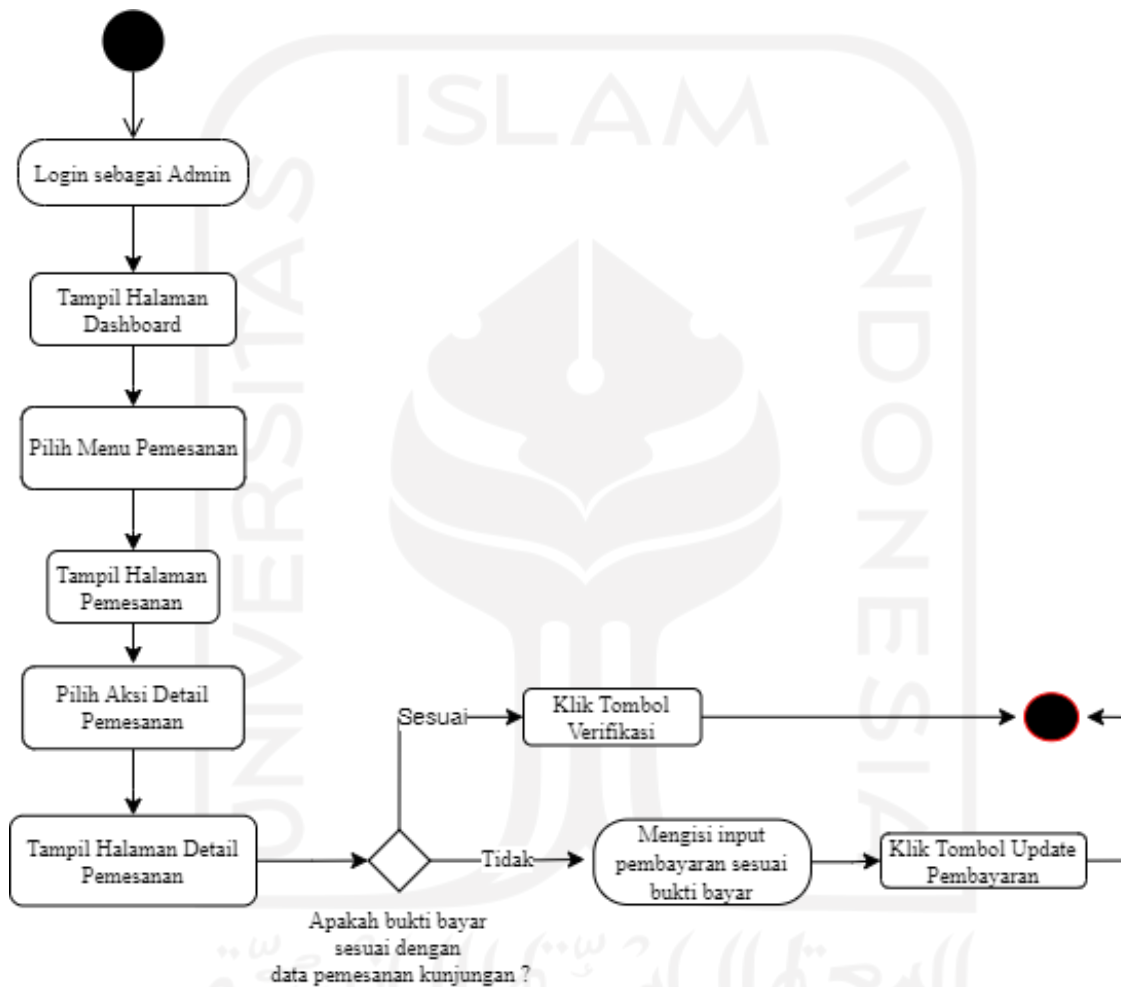 UNIVERSITAS
ISLAM
INDONESIA
Login sebagai Admin
Tampil Halaman
Dashboard
Pilih Menu Pemesanan
Tampil Halaman
Pemesanan
Pilih Aksi Detail
Pemesanan
Tampil Halaman Detail
Pemesanan
Apakah bukti bayar
sesuai dengan
data pemesanan kunjungan ?
Sesuai
Klik Tombol
Verifikasi
Tidak
Mengisi input
pembayaran sesuai
bukti bayar
Klik Tombol Update
Pembayaran